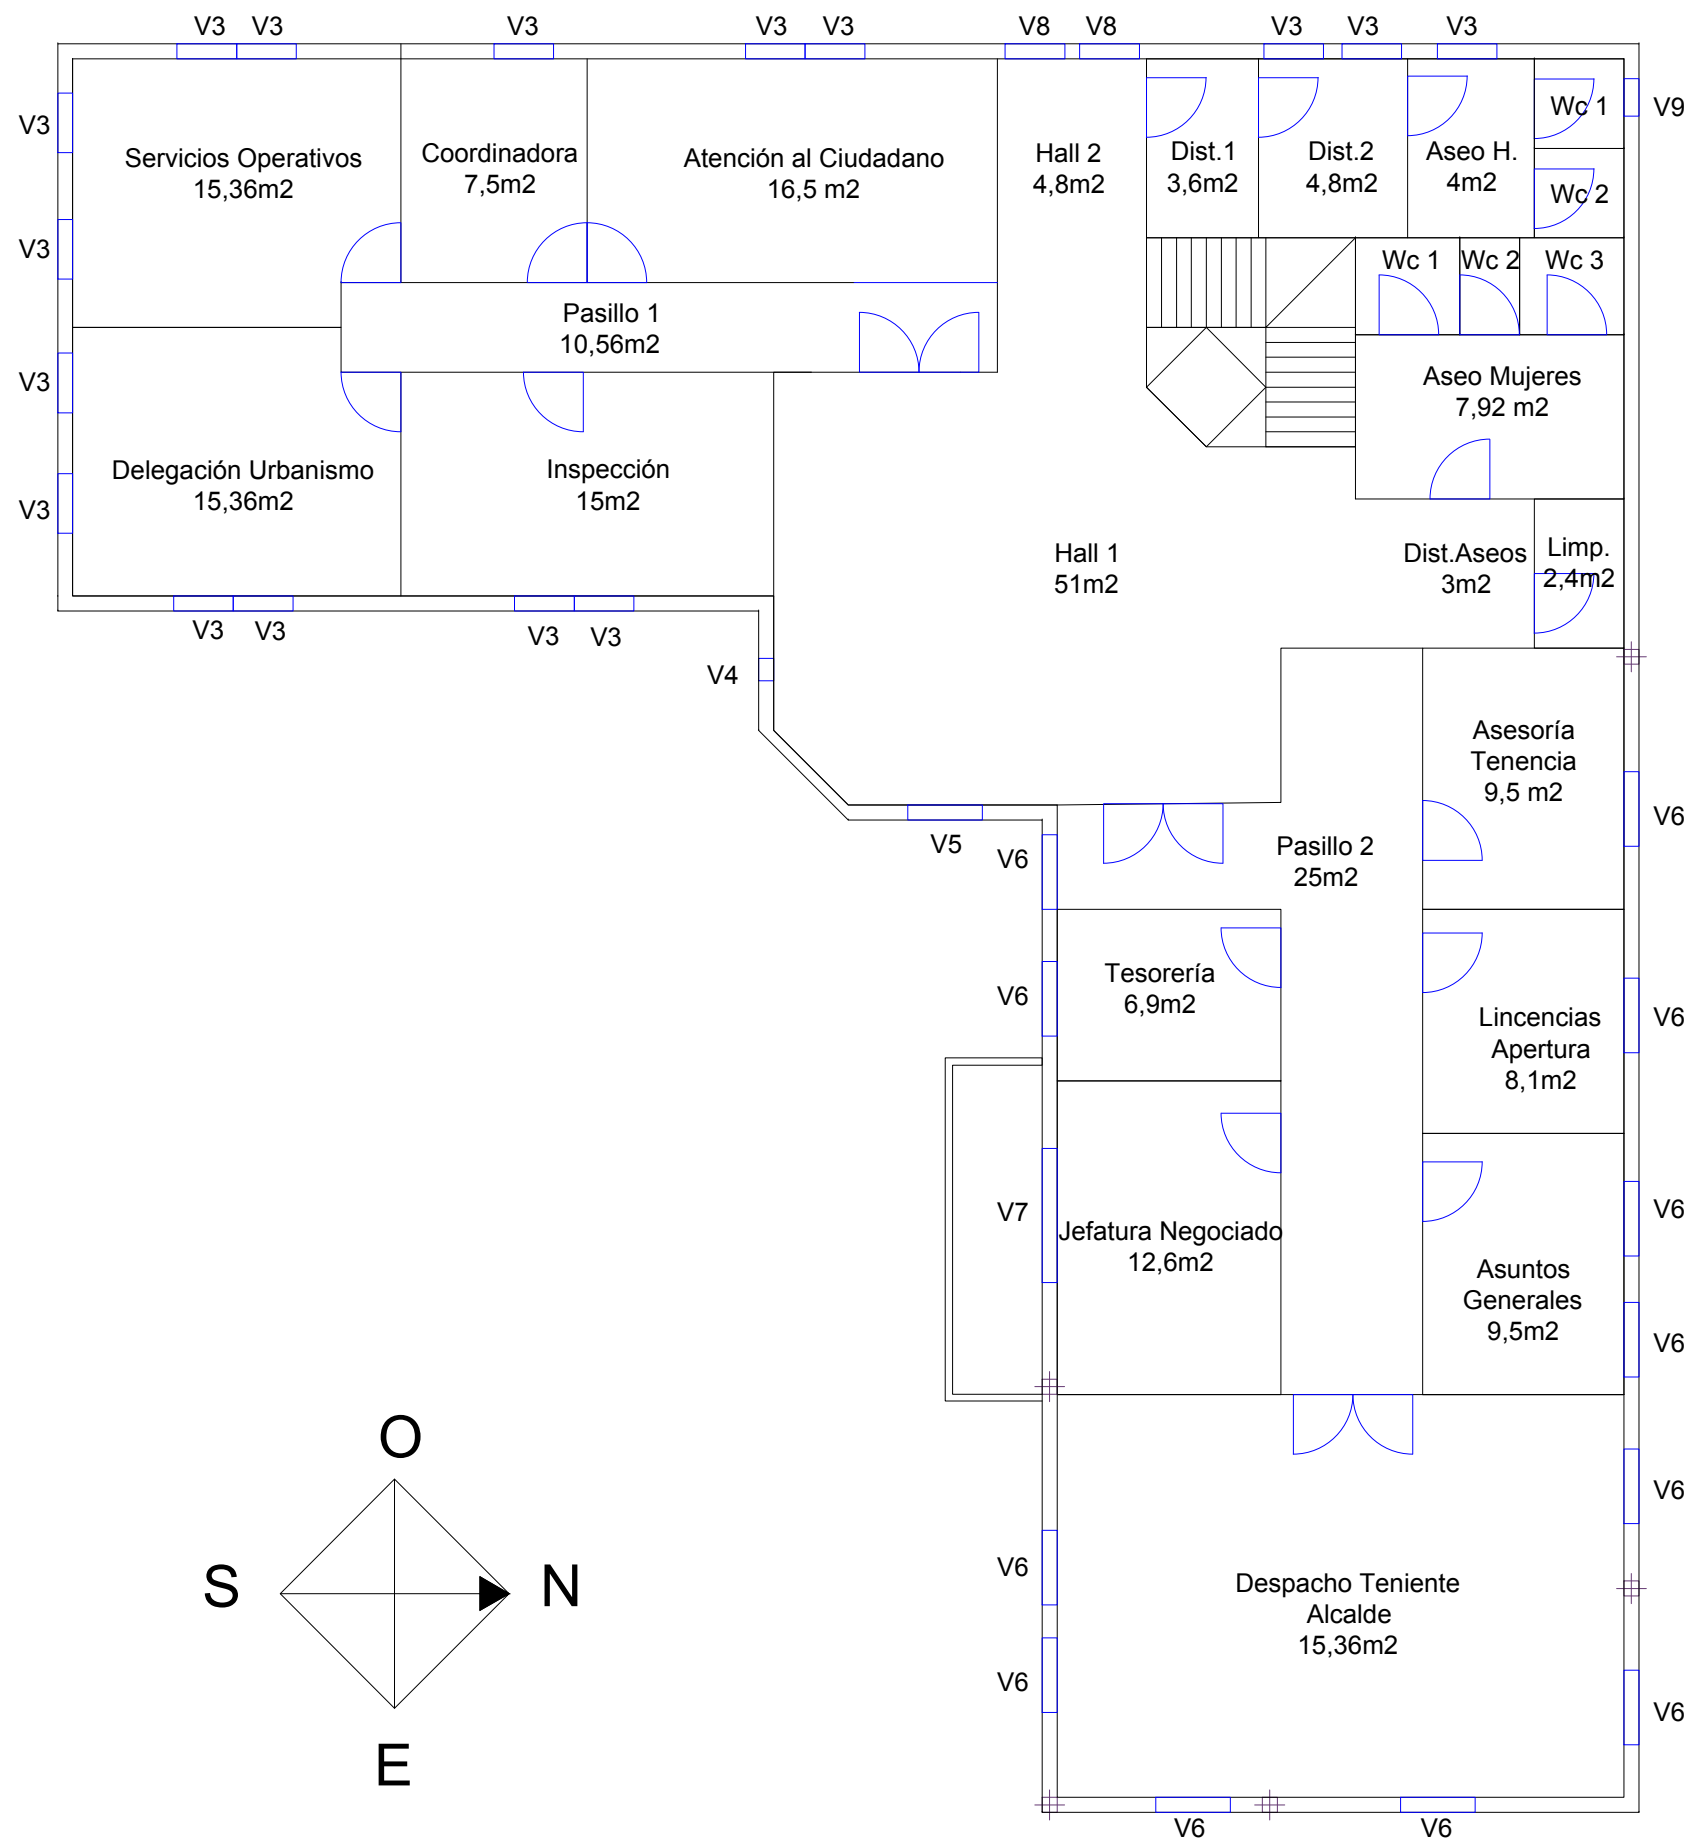 V3 V3 V3 V3 V3 V8 V8 V3 V3 V3
V3
V9
Servicios Operativos
15,36m2
Coordinadora
7,5m2
Atención al Ciudadano
16,5 m2
Hall 2
4,8m2
Dist.1
3,6m2
Dist.2
4,8m2
Aseo H.
4m2
Wc 1
Wc 2
V3
Wc 1
Wc 2
Wc 3
Pasillo 1
10,56m2
V3
Aseo Mujeres
7,92 m2
Delegación Urbanismo
15,36m2
Inspección
15m2
V3
Hall 1
51m2
Dist.Aseos
3m2
Limp.
2,4m2
V3 V3 V3 V3
V4
Asesoría
Tenencia
9,5 m2
V6
V5
V6
Pasillo 2
25m2
Tesorería
6,9m2
V6
Lincencias
Apertura
8,1m2
V6
V7
Jefatura Negociado
12,6m2
V6
Asuntos
Generales
9,5m2
V6
O
S
N
E
V6
V6
Despacho Teniente
Alcalde
15,36m2
V6
V6
V6 V6